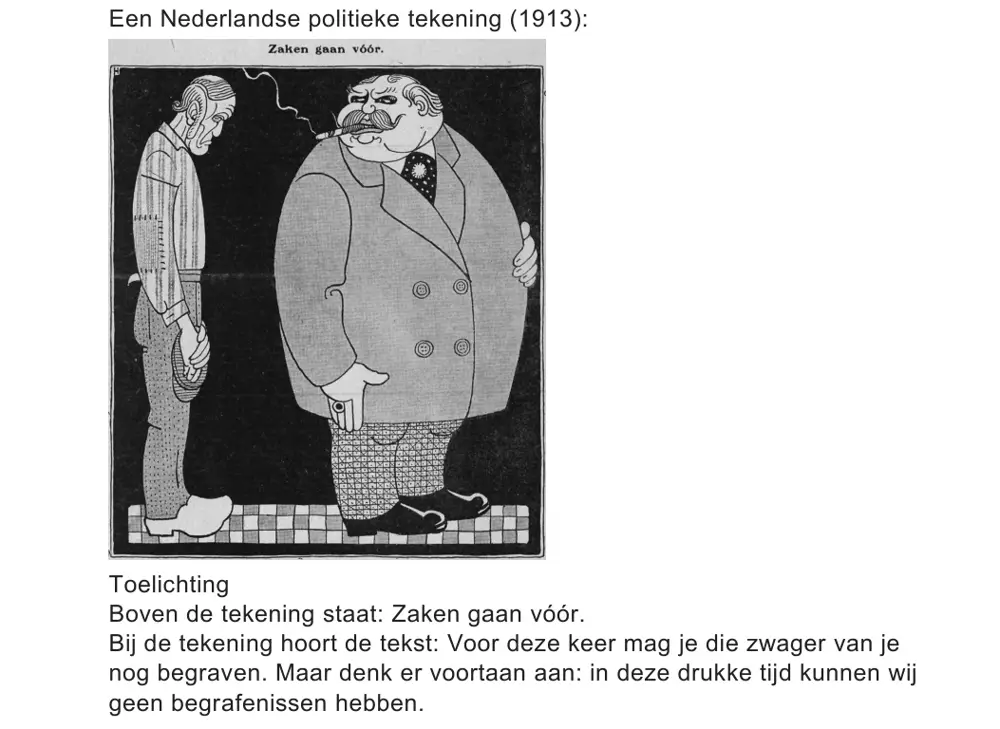 Een Nederlandse politieke tekening (1913):
Zaken gaan vóór.
Toelichting
Boven de tekening staat: Zaken gaan vóór.
Bij de tekening hoort de tekst: Voor deze keer mag je die zwager van je
nog begraven. Maar denk er voortaan aan: in deze drukke tijd kunnen wij
geen begrafenissen hebben.